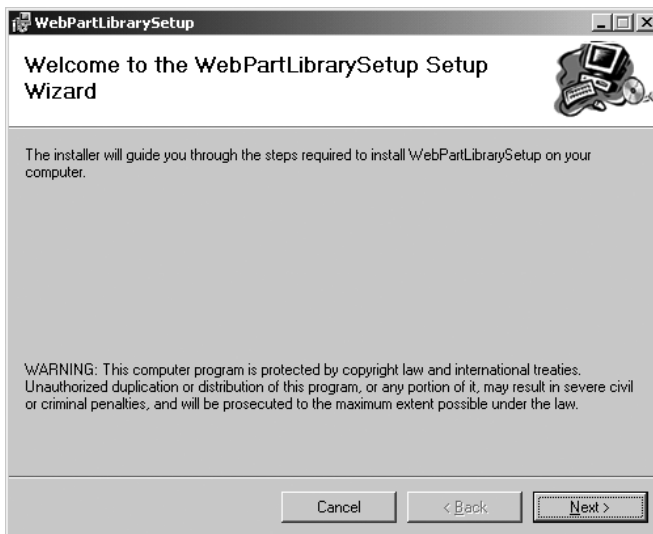 WebPartLibrarySetup
Welcome to the WebPartLibrarySetup Setup
Wizard
The installer will guide you through the steps required to install WebPartLibrarySetup on your
computer.
WARNING: This computer program is protected by copyright law and international treaties.
Unauthorized duplication or distribution of this program, or any portion of it, may result in severe civil
or criminal penalties, and will be prosecuted to the maximum extent possible under the law.
Cancel < Back Next >